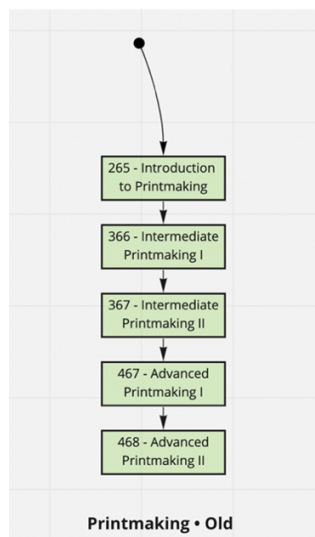 265 - Introduction
to Printmaking
366 - Intermediate
Printmaking I
367 - Intermediate
Printmaking II
467 - Advanced
Printmaking I
468 - Advanced
Printmaking II
Printmaking • Old